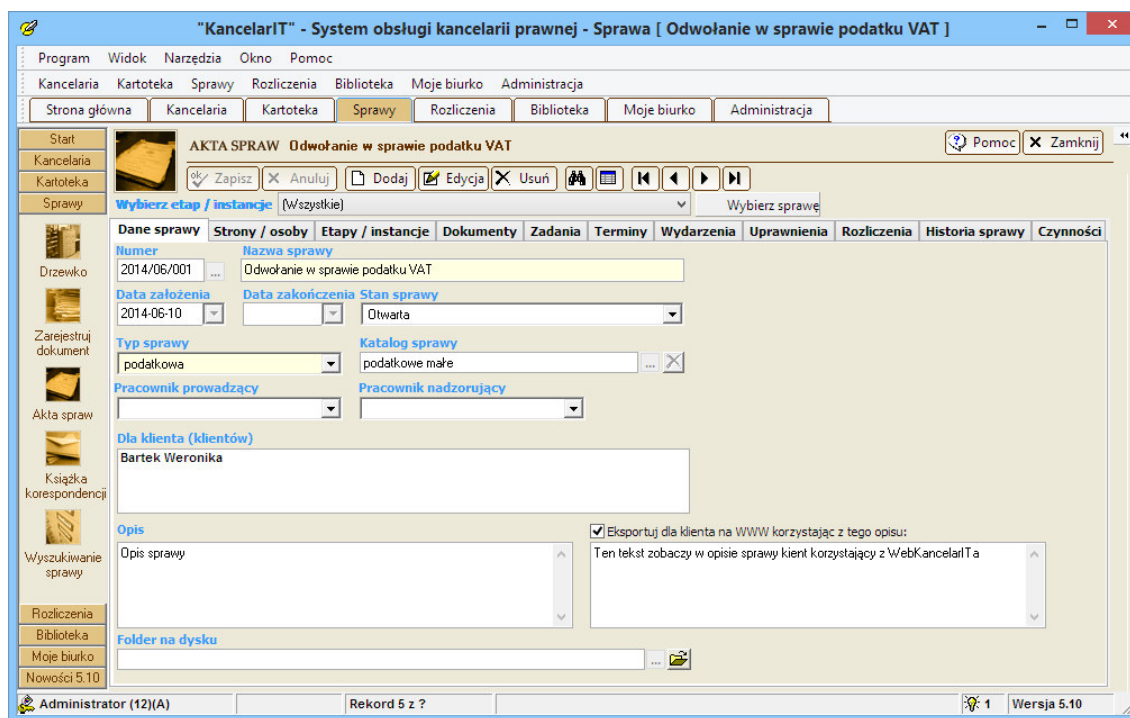 "KancelarIT" - System obsługi kancelarii prawnej - Sprawa [ Odwołanie w sprawie podatku VAT ]
Program Widok Narzędzia Okno Pomoc
Kancelaria Kartoteka Sprawy Rozliczenia Biblioteka Moje biurko Administracja
Strona główna Kancelaria Kartoteka Sprawy Rozliczenia Biblioteka Moje biurko Administracja
Start
Kancelaria
Kartoteka
Sprawy
Drzewko
Zarejestruj
dokument
Akta spraw
Książka
korespondencji
Wyszukiwanie
sprawy
Rozliczenia
Biblioteka
Moje biurko
Nowości 5.10
AKTA SPRAW Odwołanie w sprawie podatku VAT
Pomoc Zamknij
ok Zapisz Anuluj Dodaj Edycja Usuń
Wybierz etap / instancje (Wszystkie) Wybierz sprawę
Dane sprawy Strony / osoby Etapy / instancje Dokumenty Zadania Terminy Wydarzenia Uprawnienia Rozliczenia Historia sprawy Czynności
Numer Nazwa sprawy
2014/06/001 ... Odwołanie w sprawie podatku VAT
Data założenia Data zakończenia Stan sprawy
2014-06-10 Otwarta
Typ sprawy Katalog sprawy
podatkowa podatkowe małe ...
Pracownik prowadzący Pracownik nadzorujący
Dla klienta (klientów)
Bartek Weronika
Opis Eksportuj dla klienta na WWW korzystając z tego opisu:
Opis sprawy Ten tekst zobaczy w opisie sprawy kient korzystający z WebKancelarITa
Folder na dysku
...
Administrator (12)(A) Rekord 5 z ? 1 Wersja 5.10